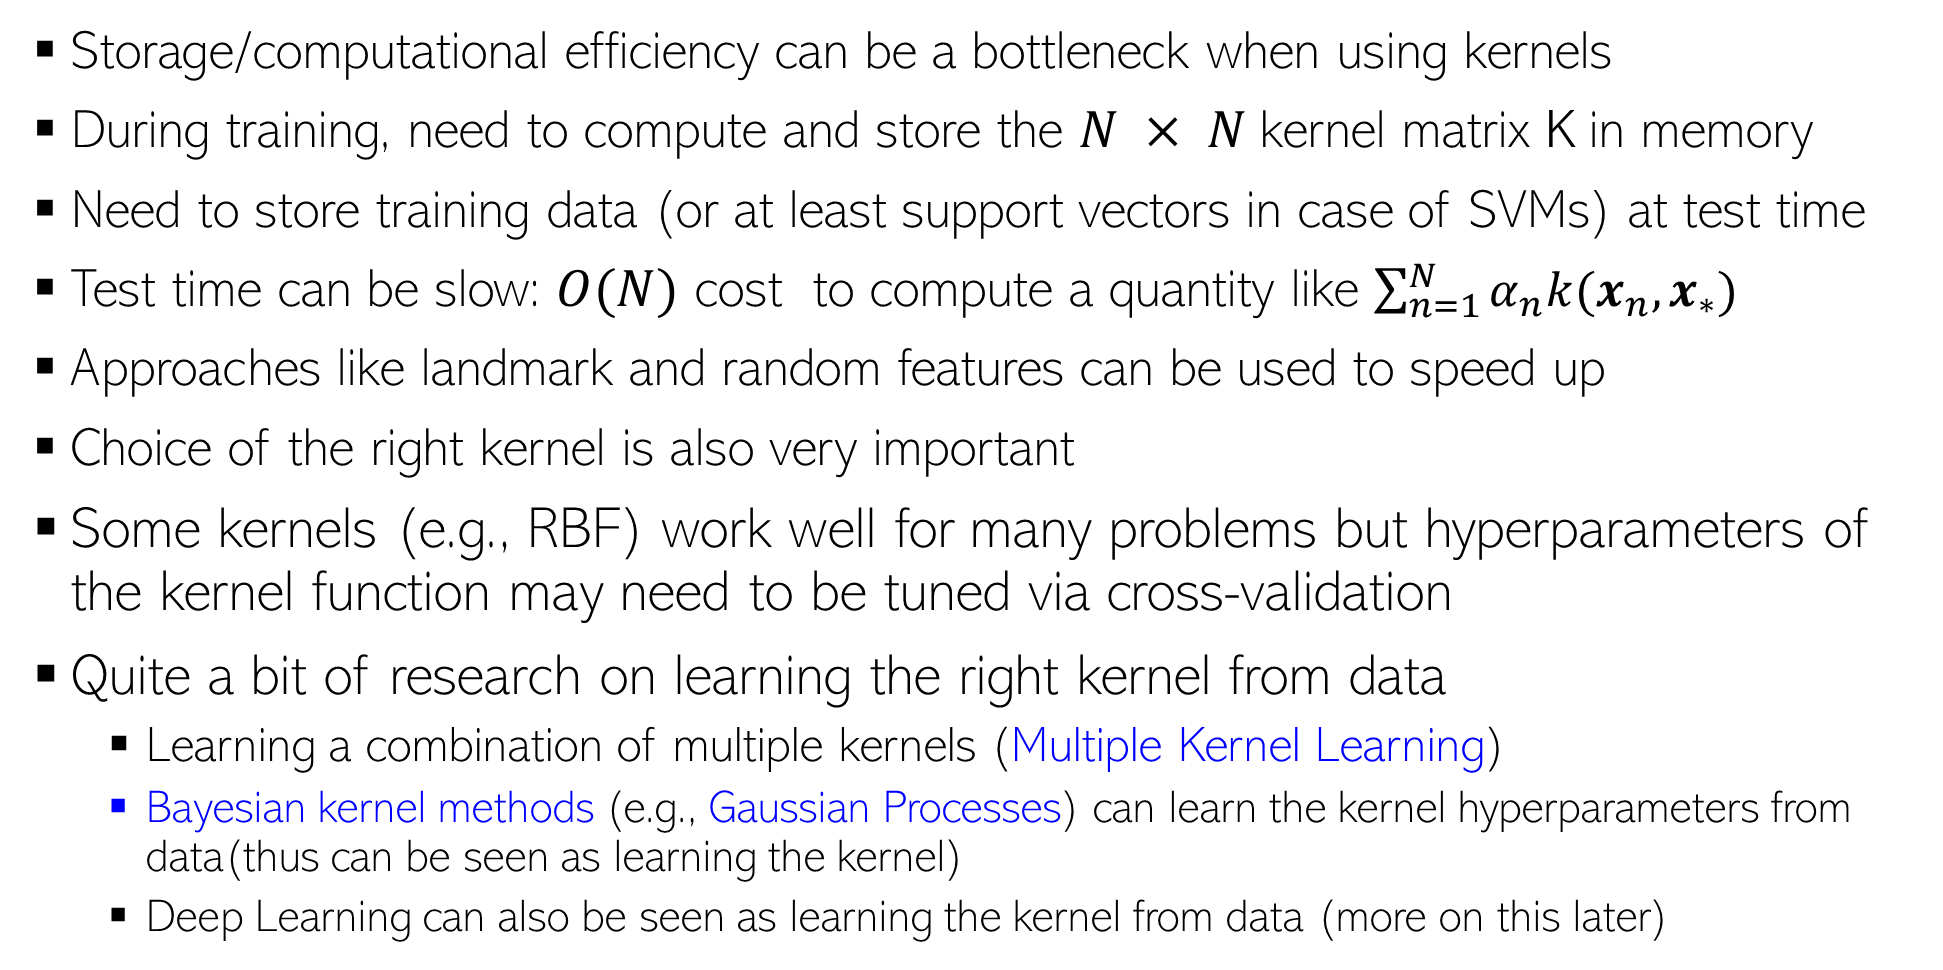 ▪ Storage/computational efficiency can be a bottleneck when using kernels
▪ During training, need to compute and store the 𝑵 × 𝑵 kernel matrix K in memory
▪ Need to store training data (or at least support vectors in case of SVMs) at test time
▪ Test time can be slow: 𝑶(𝑵) cost to compute a quantity like ∑ₙ₌₁ᴺ αₙk(𝒙ₙ, 𝒙₎∗)
▪ Approaches like landmark and random features can be used to speed up
▪ Choice of the right kernel is also very important
▪ Some kernels (e.g., RBF) work well for many problems but hyperparameters of
the kernel function may need to be tuned via cross-validation
▪ Quite a bit of research on learning the right kernel from data
▪ Learning a combination of multiple kernels (Multiple Kernel Learning)
▪ Bayesian kernel methods (e.g., Gaussian Processes) can learn the kernel hyperparameters from
data(thus can be seen as learning the kernel)
▪ Deep Learning can also be seen as learning the kernel from data (more on this later)